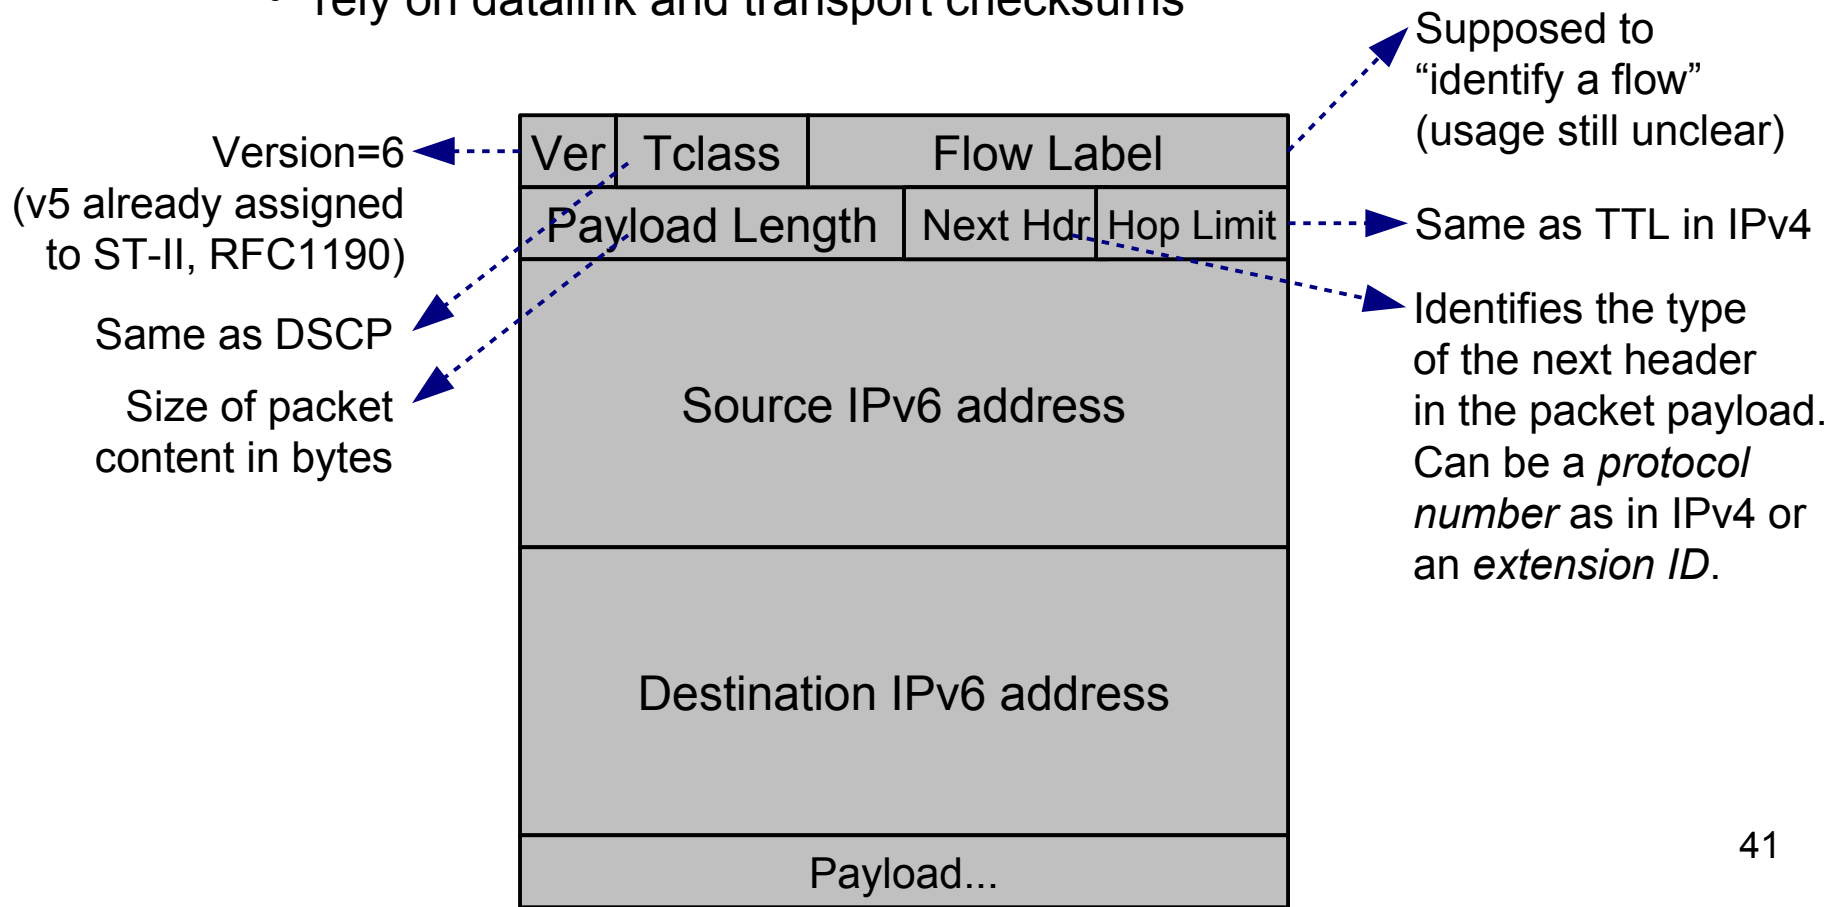 • rely on datalink and transport checksums
Supposed to
“identify a flow”
(usage still unclear)
Version=6
(v5 already assigned
to ST-II, RFC1190)
Ver
Tclass
Flow Label
Payload Length
Next Hdr
Hop Limit
Same as TTL in IPv4
Same as DSCP
Size of packet
content in bytes
Identifies the type
of the next header
in the packet payload.
Can be a protocol
number as in IPv4 or
an extension ID.
Source IPv6 address
Destination IPv6 address
Payload...
41